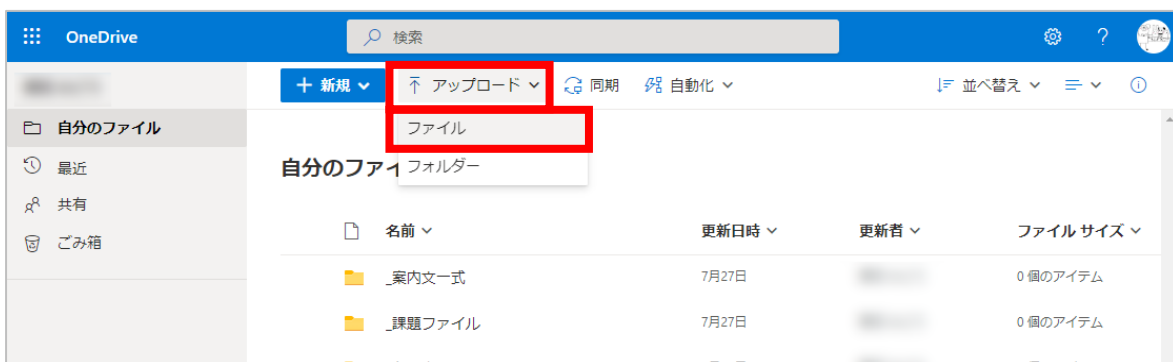 OneDrive
検索
?
+ 新規
アップロード
同期
自動化
並べ替え
自分のファイル
最近
共有
ごみ箱
ファイル
フォルダー
自分のファイ
名前 更新日時 更新者 ファイル サイズ
_案内文一式 7月27日 0 個のアイテム
_課題ファイル 7月27日 0 個のアイテム